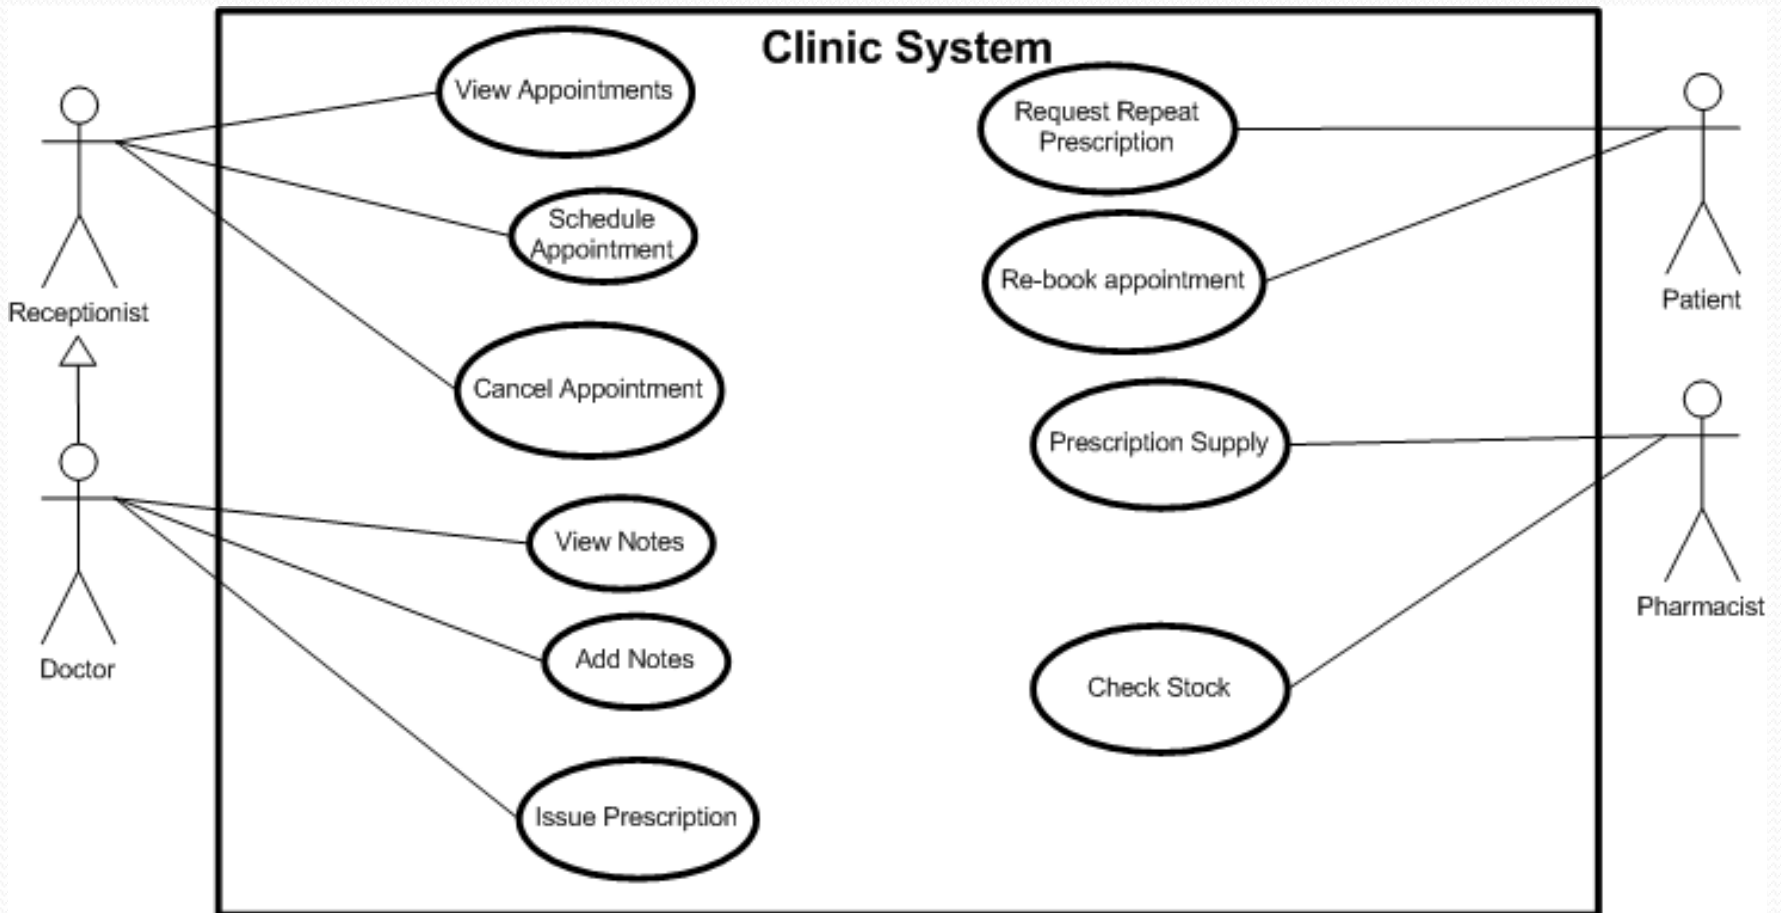 Clinic System
View Appointments
Schedule
Appointment
Cancel Appointment
Receptionist
View Notes
Add Notes
Issue Prescription
Doctor
Request Repeat
Prescription
Re-book appointment
Patient
Prescription Supply
Check Stock
Pharmacist